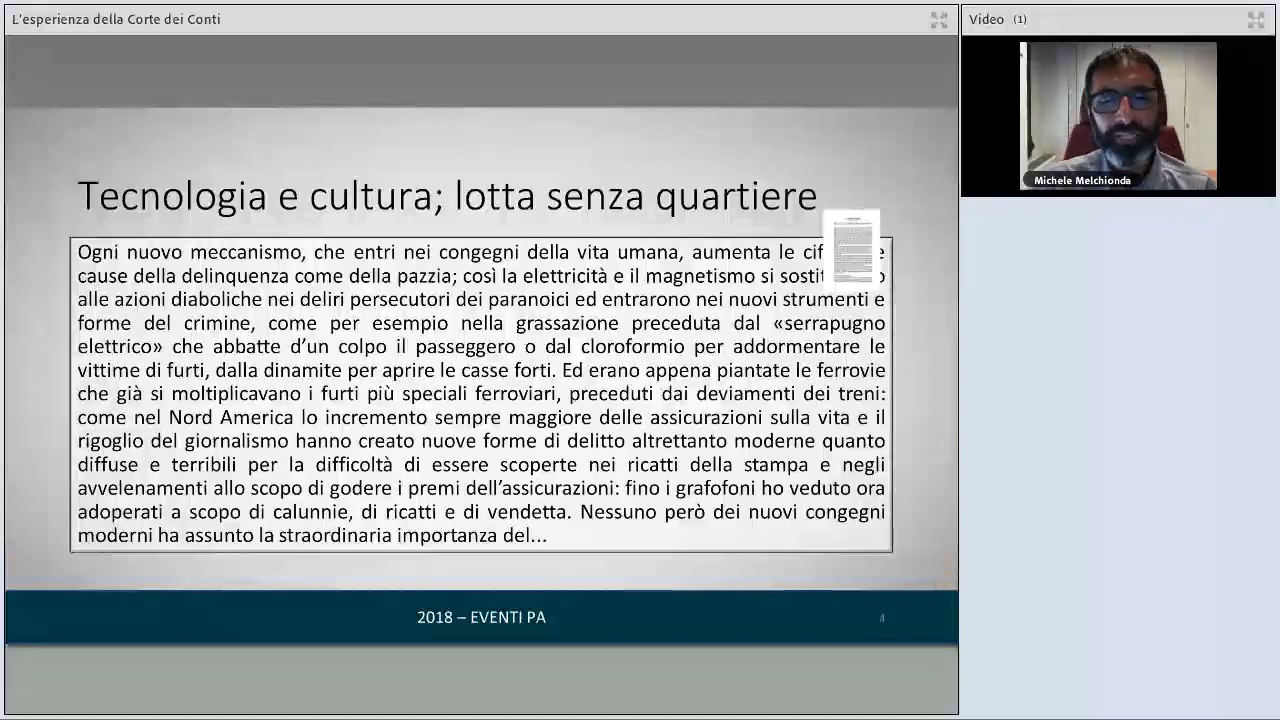 L'esperienza della Corte dei Conti
Video (1)
Michele Melchionda
Tecnologia e cultura; lotta senza quartiere
Ogni nuovo meccanismo, che entri nei congegni della vita umana, aumenta le
cause della delinquenza come della pazzia; così la elettricità e il magnetismo si
alle azioni diaboliche nei deliri persecutori dei paranoici ed entrarono nei nuovi strumenti e
forme del crimine, come per esempio nella grassazione preceduta dal «serrapugno
elettrico» che abbatte d’un colpo il passeggero o dal cloroformio per addormentare le
vittime di furti, dalla dinamite per aprire le casse forti. Ed erano appena piantate le ferrovie
che già si moltiplicavano i furti più speciali ferroviari, preceduti dai deviamenti dei treni:
come nel Nord America lo incremento sempre maggiore delle assicurazioni sulla vita e il
rigoglio del giornalismo hanno creato nuove forme di delitto altrettanto moderne quanto
diffuse e terribili per la difficoltà di essere scoperte nei ricatti della stampa e negli
avvelenamenti allo scopo di godere i premi dell’assicurazioni: fino i grafofoni ho veduto ora
adoperati a scopo di calunnie, di ricatti e di vendetta. Nessuno però dei nuovi congegni
moderni ha assunto la straordinaria importanza del...
2018 – EVENTI PA